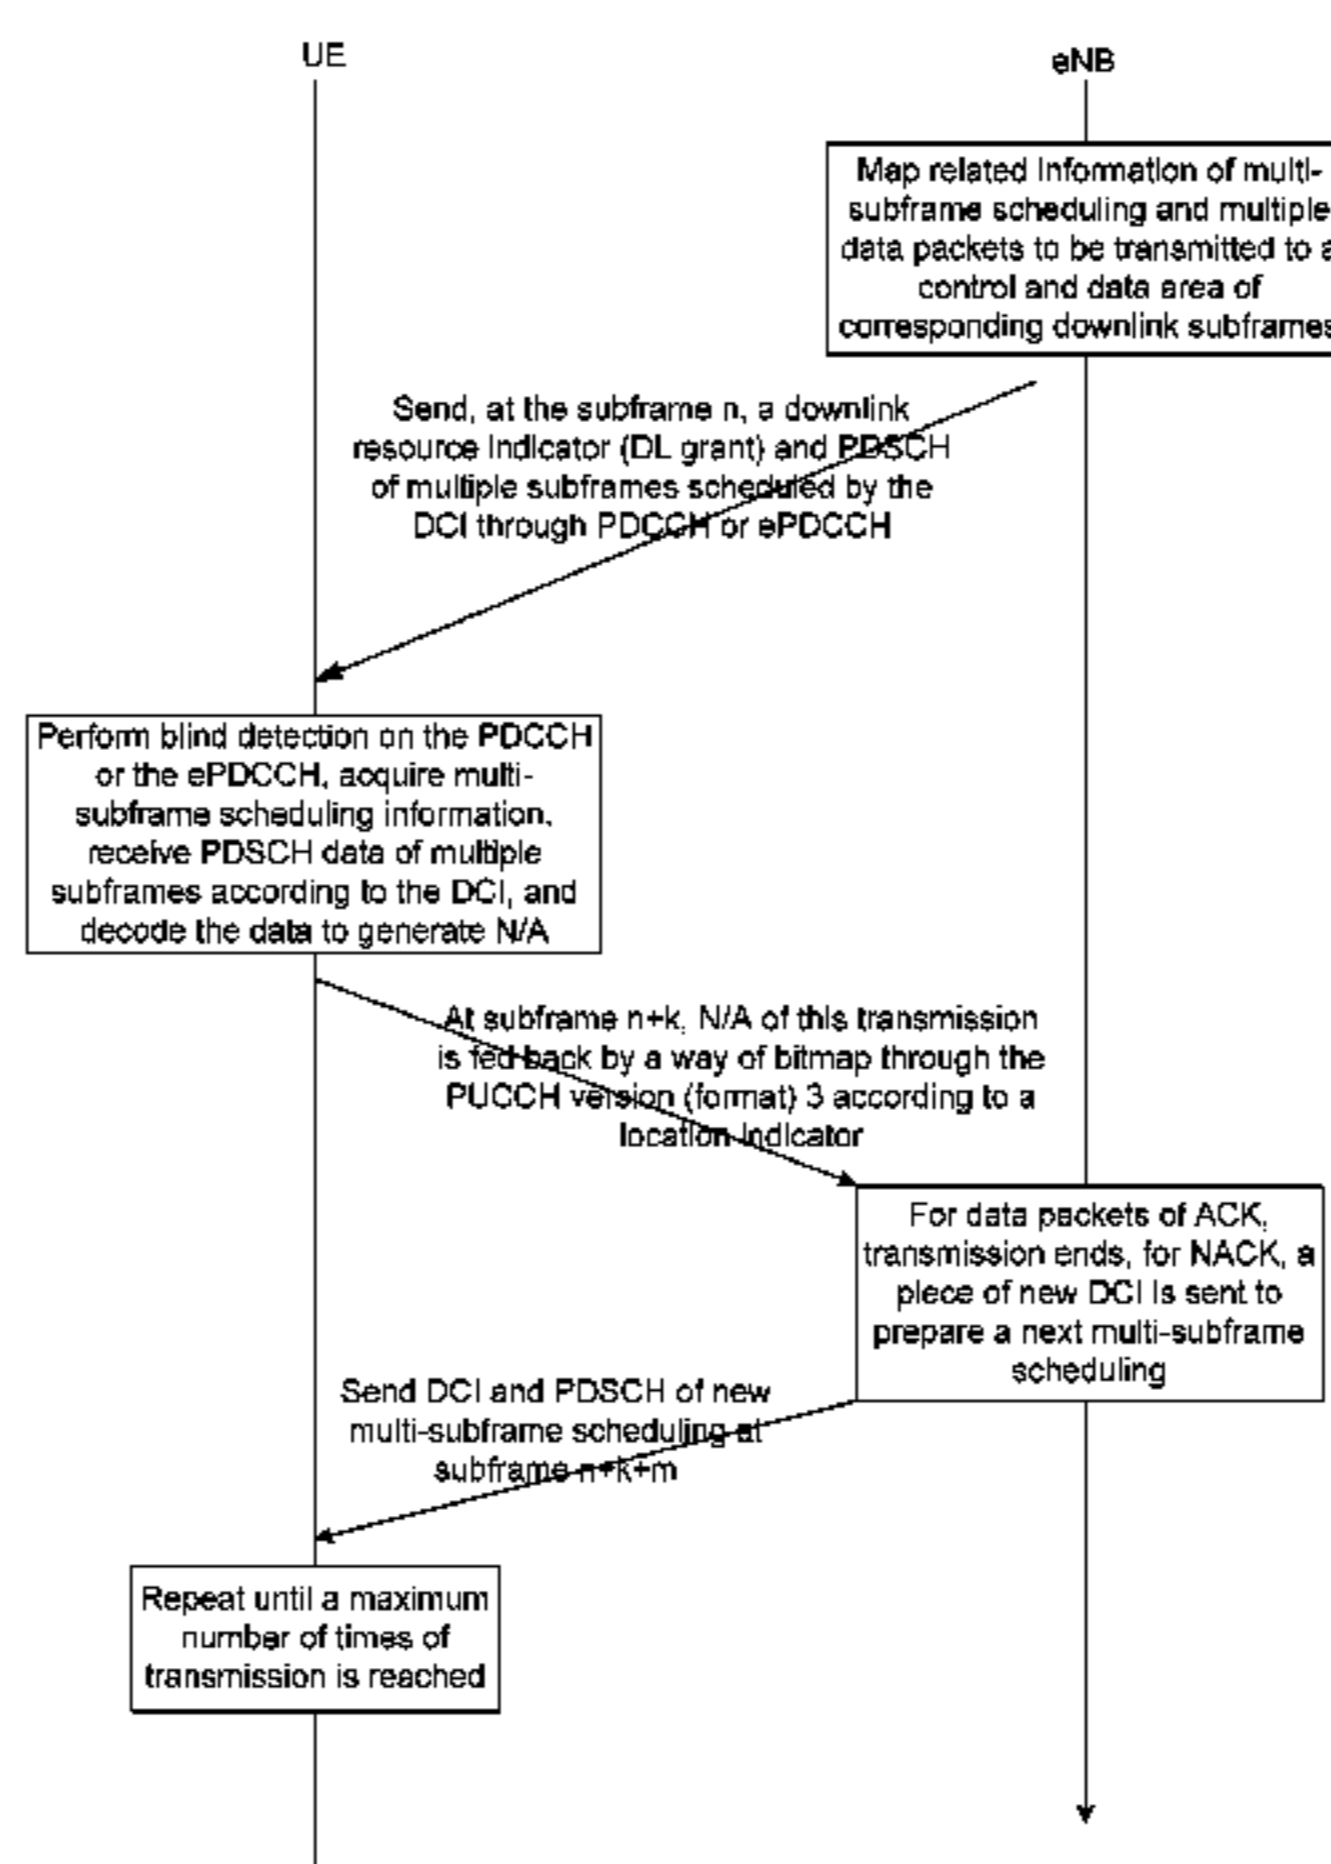 UE
eNB
Map related information of multi-
subframe scheduling and multiple
data packets to be transmitted to a
control and data area of
corresponding downlink subframes
Send, at the subframe n, a downlink
resource indicator (DL grant) and PDSCH
of multiple subframes scheduled by the
DCI through PDCCH or ePDCCH
Perform blind detection on the PDCCH
or the ePDCCH, acquire multi-
subframe scheduling information,
receive PDSCH data of multiple
subframes according to the DCI, and
decode the data to generate N/A
At subframe n+k, N/A of this transmission
is fed back by a way of bitmap through the
PUCCH version (format) 3 according to a
location indicator
For data packets of ACK,
transmission ends, for NACK, a
piece of new DCI is sent to
prepare a next multi-subframe
scheduling
Send DCI and PDSCH of new
multi-subframe scheduling at
subframe n+k+m
Repeat until a maximum
number of times of
transmission is reached